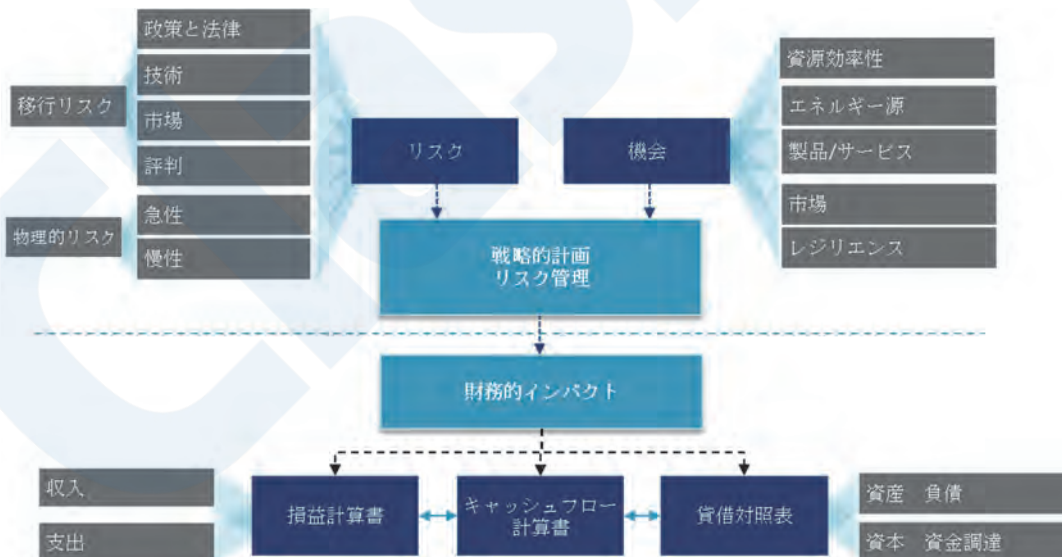 政策と法律
技術
移行リスク
市場
評判
物理的リスク
急性
慢性
リスク
機会
資源効率性
エネルギー源
製品/サービス
市場
レジリエンス
戦略的計画
リスク管理
財務的インパクト
収入
支出
損益計算書
キャッシュフロー
計算書
貸借対照表
資産　負債
資本　資金調達